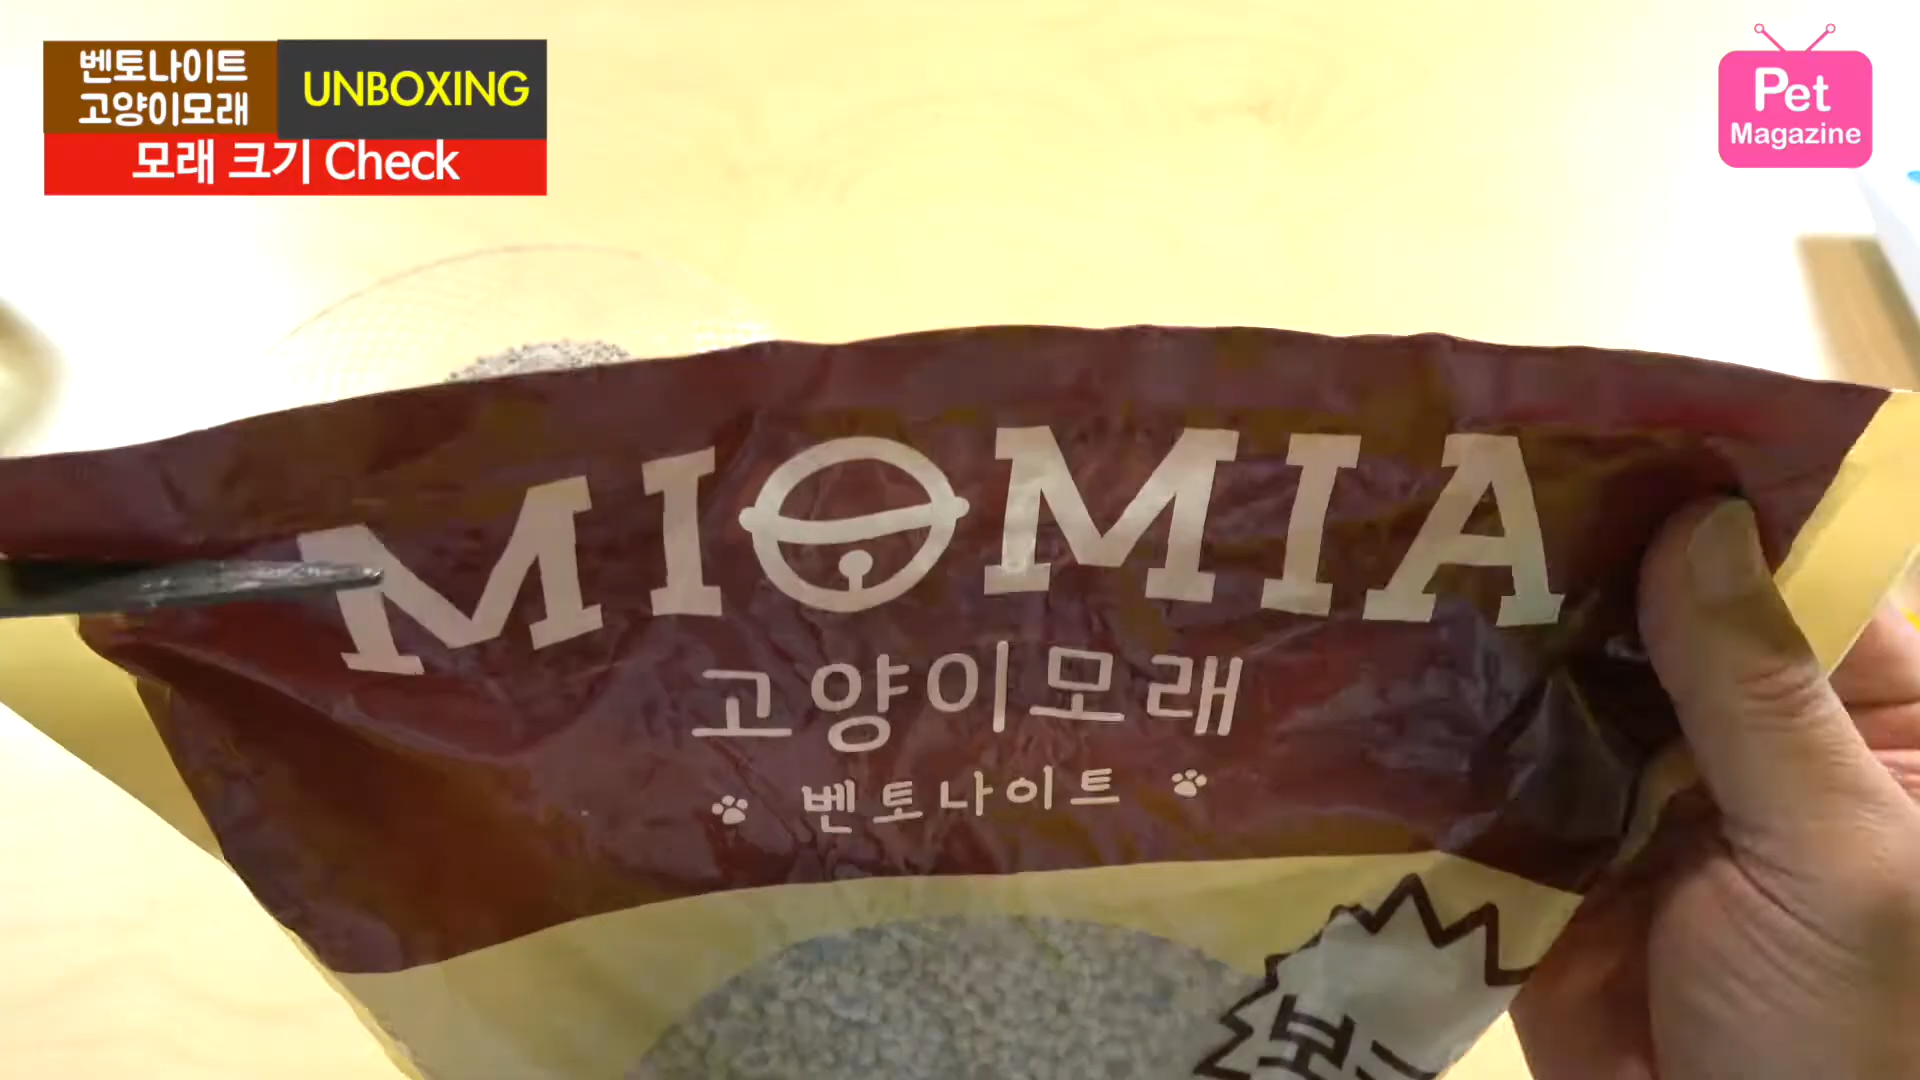 벤토나이트
고양이모래
UNBOXING
모래 크기 Check
Pet
Magazine
MIOMIA
고양이모래
벤토나이트